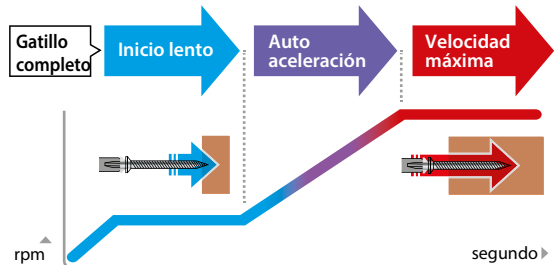 Gatillo
completo
Inicio lento
Auto
aceleración
Velocidad
máxima
rpm
segundo